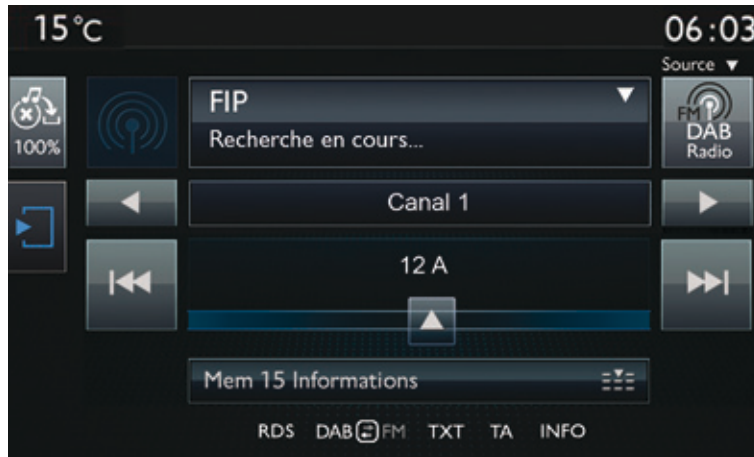 15°C
06:03
Source ▼
100%
FIP ▼
Recherche en cours...
FM
DAB
Radio
Canal 1
12 A
Mem 15 Informations
RDS DAB FM TXT TA INFO